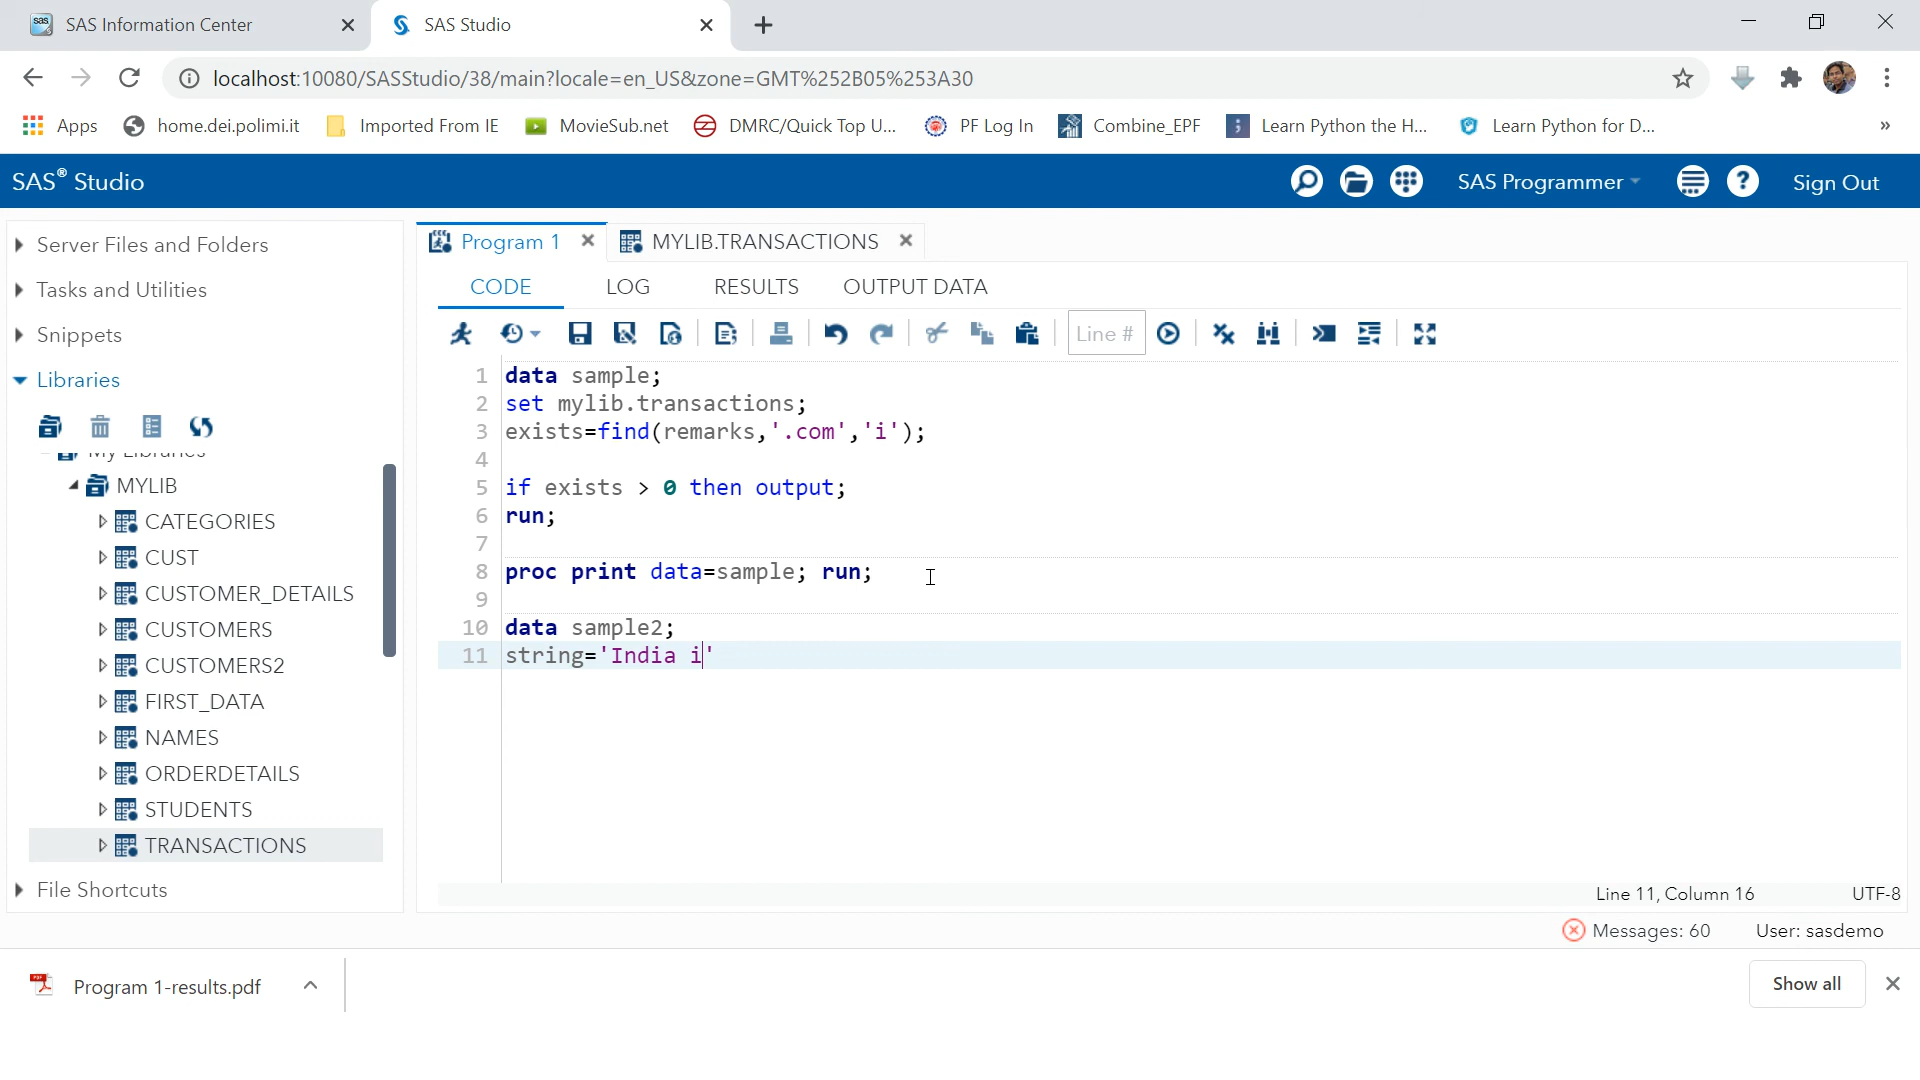 SAS Information Center
SAS Studio
localhost:10080/SASStudio/38/main?locale=en_US&zone=GMT%252B05%253A30
Apps home.dei.polimi.it Imported From IE MovieSub.net DMRC/Quick Top U... PF Log In Combine_EPF Learn Python the H... Learn Python for D... »
SAS® Studio
SAS Programmer
Sign Out
Server Files and Folders
Tasks and Utilities
Snippets
Libraries
My Libraries
MYLIB
CATEGORIES
CUST
CUSTOMER_DETAILS
CUSTOMERS
CUSTOMERS2
FIRST_DATA
NAMES
ORDERDETAILS
STUDENTS
TRANSACTIONS
File Shortcuts
Program 1
MYLIB.TRANSACTIONS
CODE LOG RESULTS OUTPUT DATA
Line #
1 data sample;
2 set mylib.transactions;
3 exists=find(remarks,'.com','i');
4
5 if exists > 0 then output;
6 run;
7
8 proc print data=sample; run;
9
10 data sample2;
11 string='India i'
Line 11, Column 16 UTF-8
Messages: 60 User: sasdemo
Program 1-results.pdf
Show all